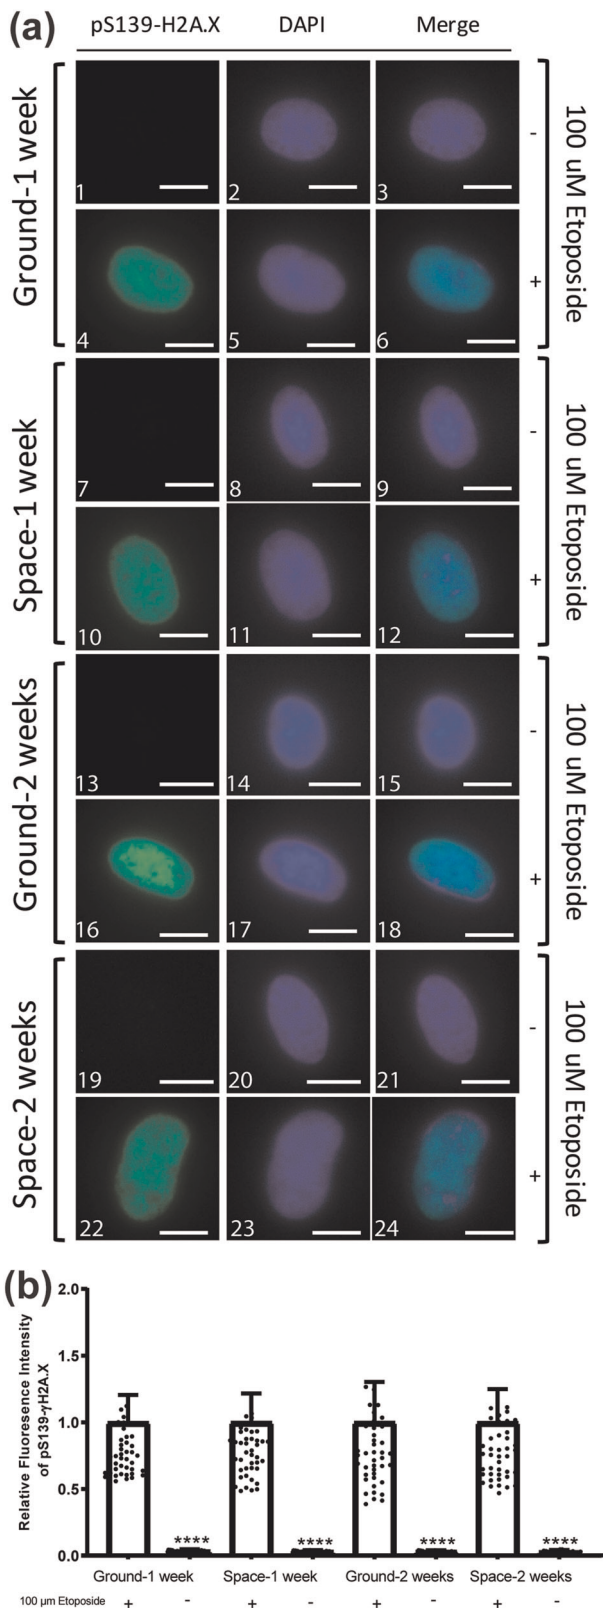 (a)
pS139-H2A.X DAPI Merge
Ground-1 week
100 uM Etoposide
1 2 3 -
4 5 6 +
Space-1 week
100 uM Etoposide
7 8 9 -
10 11 12 +
Ground-2 weeks
100 uM Etoposide
13 14 15 -
16 17 18 +
Space-2 weeks
100 uM Etoposide
19 20 21 -
22 23 24 +
(b)
Relative Fluoresence Intensity
of pS139-γH2A.X
2.0
1.5
1.0
0.5
0.0
**** **** **** ****
Ground-1 week Space-1 week Ground-2 weeks Space-2 weeks
100 μm Etoposide + - + - + - + -